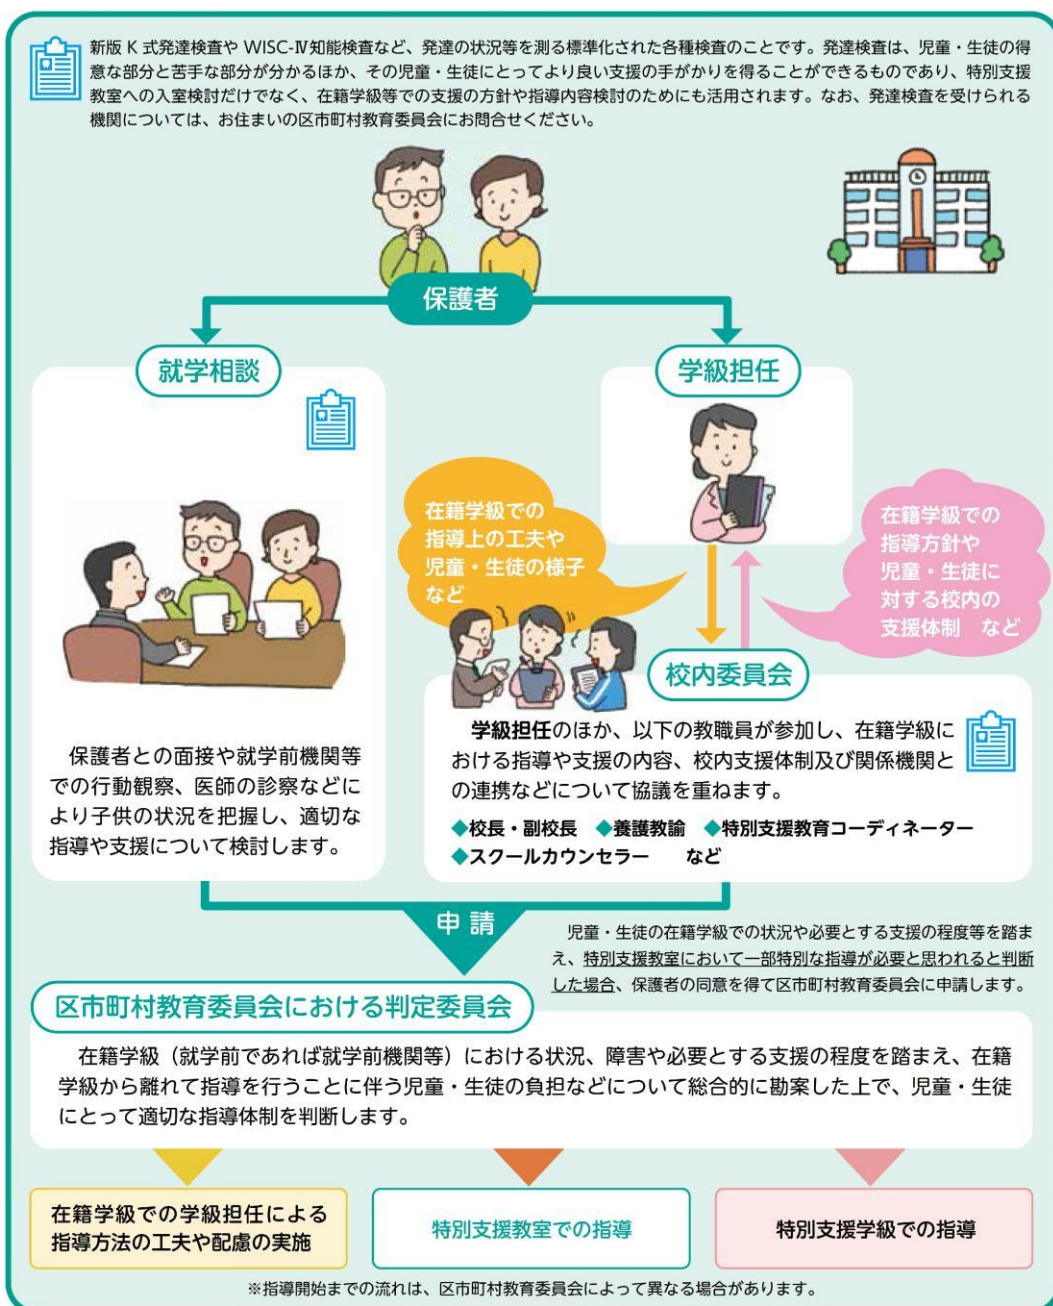 新版 K 式発達検査や WISC-Ⅳ知能検査など、発達の状況等を測る標準化された各種検査のことです。発達検査は、児童・生徒の得
意な部分と苦手な部分が分かるほか、その児童・生徒にとってより良い支援の手がかりを得ることができるものであり、特別支援
教室への入室検討だけでなく、在籍学級等での支援の方針や指導内容検討のためにも活用されます。なお、発達検査を受けられる
機関については、お住まいの区市町村教育委員会にお問合せください。
保護者
就学相談
学級担任
在籍学級での
指導上の工夫や
児童・生徒の様子
など
在籍学級での
指導方針や
児童・生徒に
対する校内の
支援体制　など
校内委員会
保護者との面接や就学前機関等
での行動観察、医師の診察などに
より子供の状況を把握し、適切な
指導や支援について検討します。
学級担任のほか、以下の教職員が参加し、在籍学級に
おける指導や支援の内容、校内支援体制及び関係機関と
の連携などについて協議を重ねます。
◆校長・副校長　◆養護教諭　◆特別支援教育コーディネーター
◆スクールカウンセラー　　など
申 請
児童・生徒の在籍学級での状況や必要とする支援の程度等を踏ま
え、特別支援教室において一部特別な指導が必要と思われると判断
した場合、保護者の同意を得て区市町村教育委員会に申請します。
区市町村教育委員会における判定委員会
在籍学級（就学前であれば就学前機関等）における状況、障害や必要とする支援の程度を踏まえ、在籍
学級から離れて指導を行うことに伴う児童・生徒の負担などについて総合的に勘案した上で、児童・生徒
にとって適切な指導体制を判断します。
在籍学級での学級担任による
指導方法の工夫や配慮の実施
特別支援教室での指導
特別支援学級での指導
※指導開始までの流れは、区市町村教育委員会によって異なる場合があります。